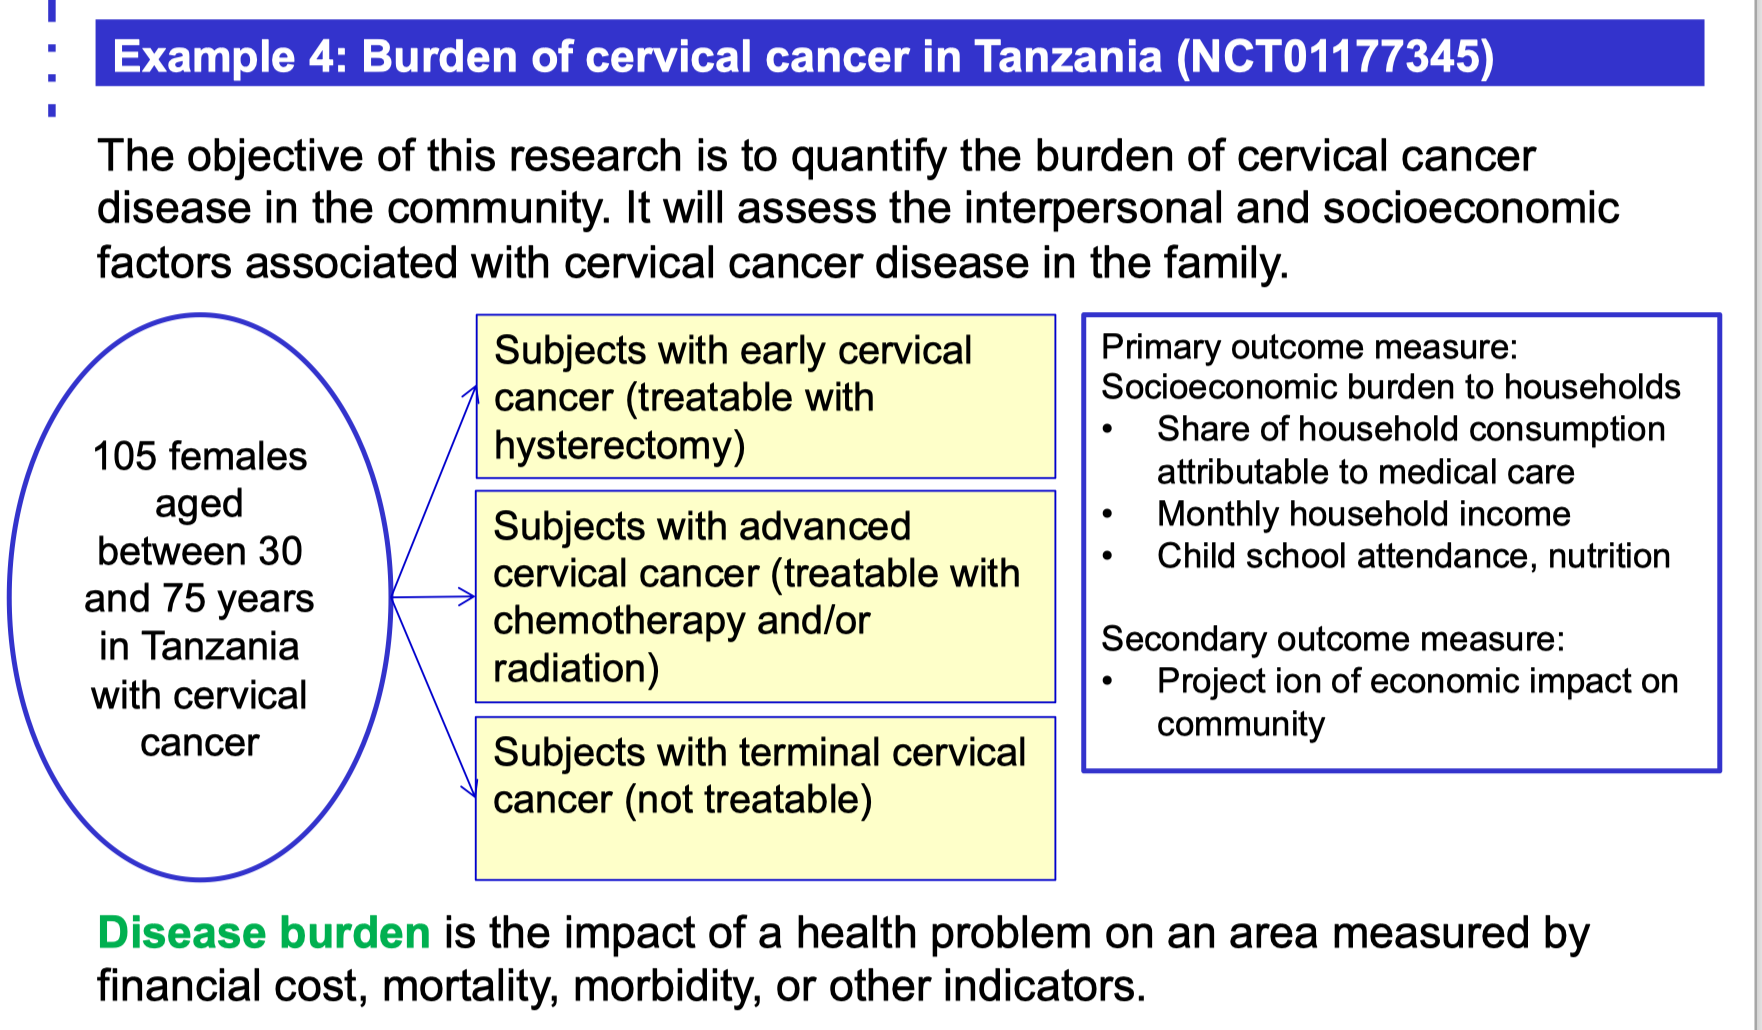 Example 4: Burden of cervical cancer in Tanzania (NCT01177345)
The objective of this research is to quantify the burden of cervical cancer
disease in the community. It will assess the interpersonal and socioeconomic
factors associated with cervical cancer disease in the family.
105 females
aged
between 30
and 75 years
in Tanzania
with cervical
cancer
Subjects with early cervical
cancer (treatable with
hysterectomy)
Subjects with advanced
cervical cancer (treatable with
chemotherapy and/or
radiation)
Subjects with terminal cervical
cancer (not treatable)
Primary outcome measure:
Socioeconomic burden to households
• Share of household consumption
attributable to medical care
• Monthly household income
• Child school attendance, nutrition
Secondary outcome measure:
• Project ion of economic impact on
community
Disease burden is the impact of a health problem on an area measured by
financial cost, mortality, morbidity, or other indicators.